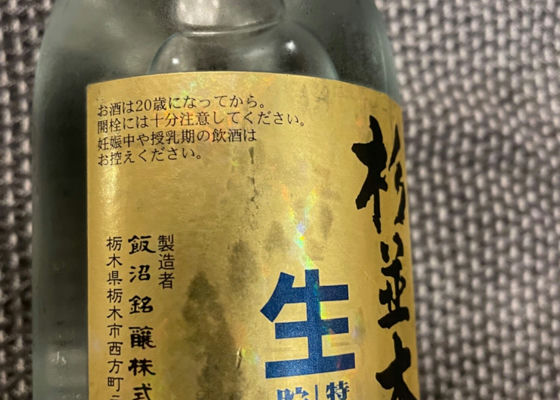 お酒は20歳になってから。
開栓には十分注意してください。
妊娠中や授乳期の飲酒は
お控えください。
杉並木
生
特
貯
製造者
飯沼銘醸株式
栃木県栃木市西方町元